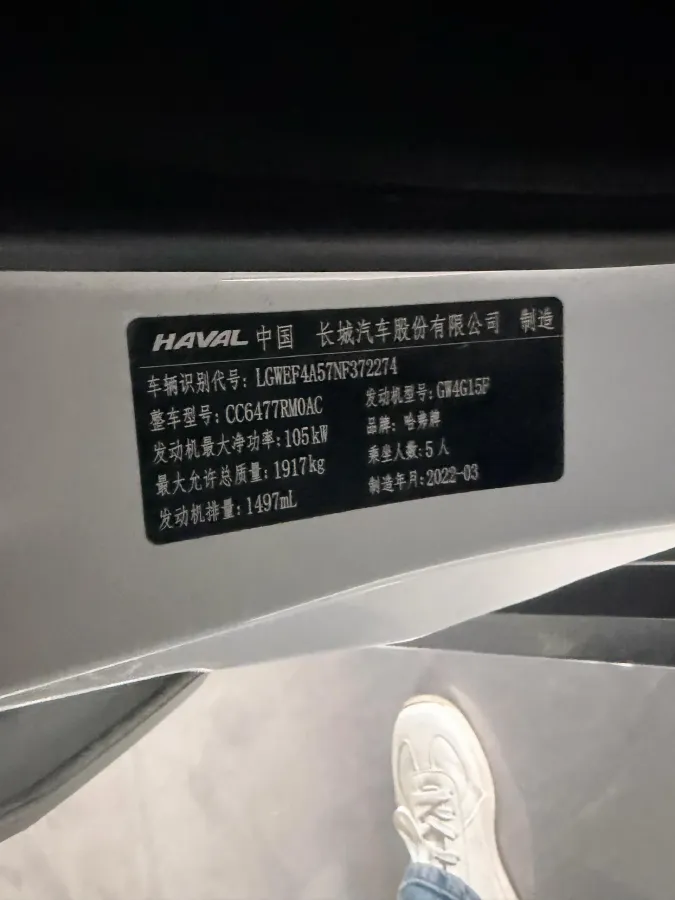 HAVAL 中国 长城汽车股份有限公司 制造
车辆识别代号: LGWEF4A57NF372274
整车型号: CC6477RM0AC 发动机型号: GW4G15F
发动机最大净功率: 105kW 品牌: 哈弗牌
最大允许总质量: 1917kg 乘坐人数: 5人
发动机排量: 1497mL 制造年月: 2022-03